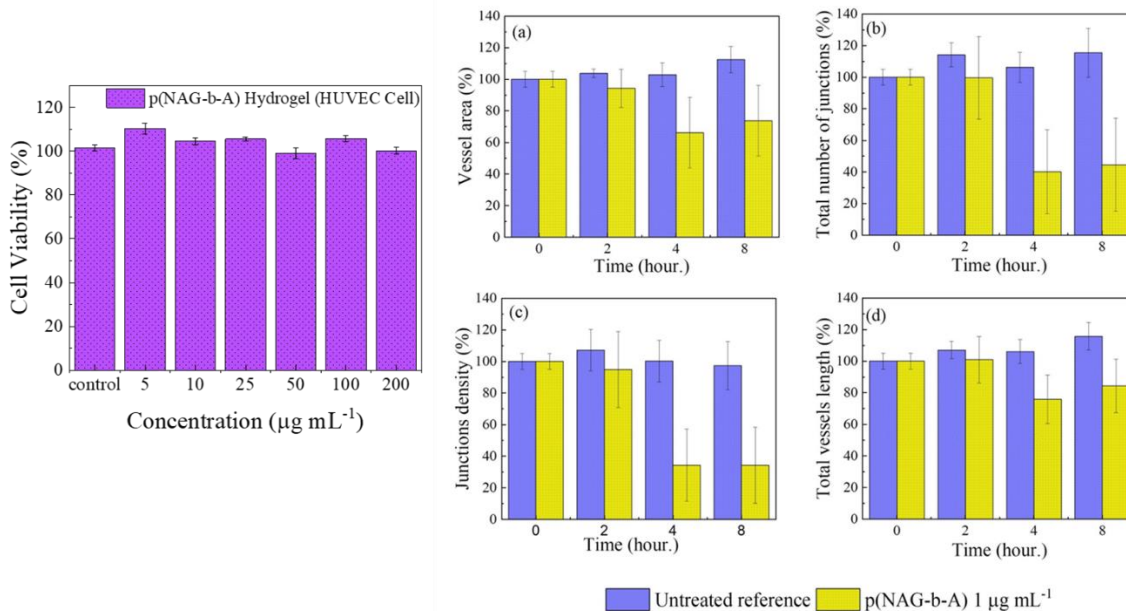 p(NAG-b-A) Hydrogel (HUVEC Cell)
Cell Viability (%)
120
100
80
60
40
20
0
control 5 10 25 50 100 200
Concentration (µg mL⁻¹)
(a)
Vessel area (%)
140
120
100
80
60
40
20
0
0 2 4 8
Time (hour.)
(b)
Total number of junctions (%)
140
120
100
80
60
40
20
0
0 2 4 8
Time (hour.)
(c)
Junctions density (%)
140
120
100
80
60
40
20
0
0 2 4 8
Time (hour.)
(d)
Total vessels length (%)
140
120
100
80
60
40
20
0
0 2 4 8
Time (hour.)
Untreated reference p(NAG-b-A) 1 µg mL⁻¹